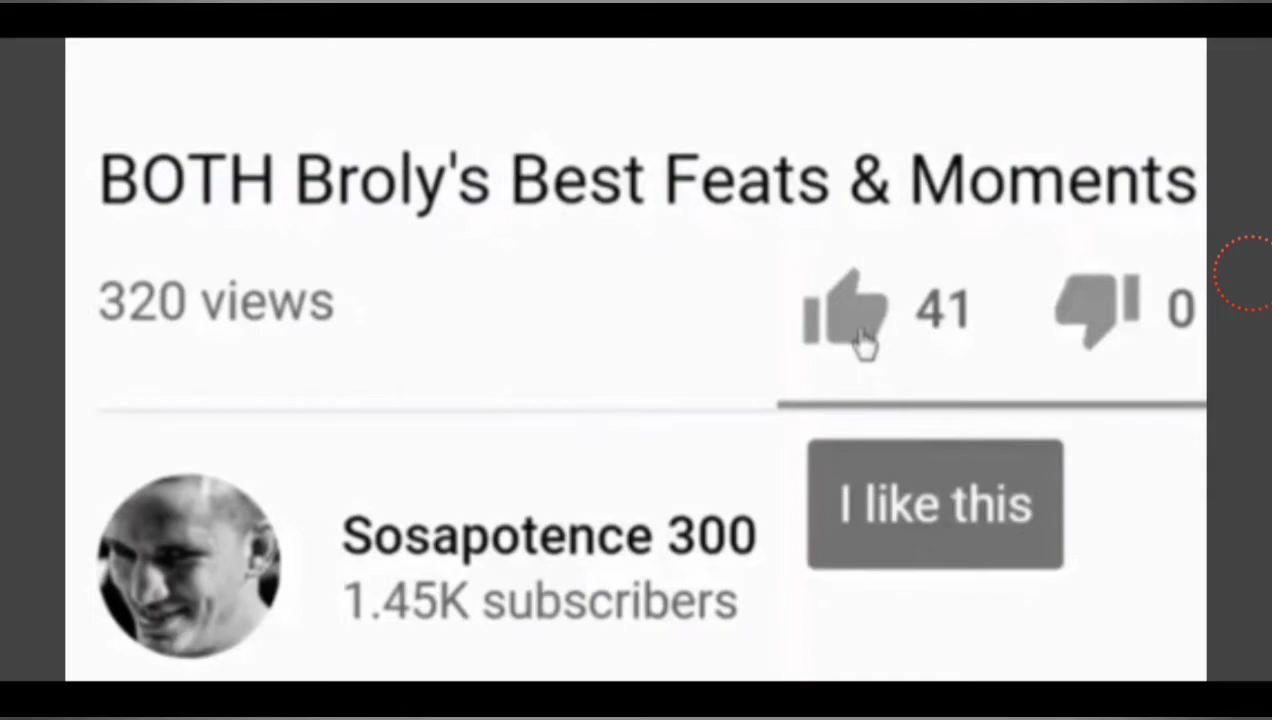 BOTH Broly's Best Feats & Moments
320 views
41
0
I like this
Sosapotence 300
1.45K subscribers